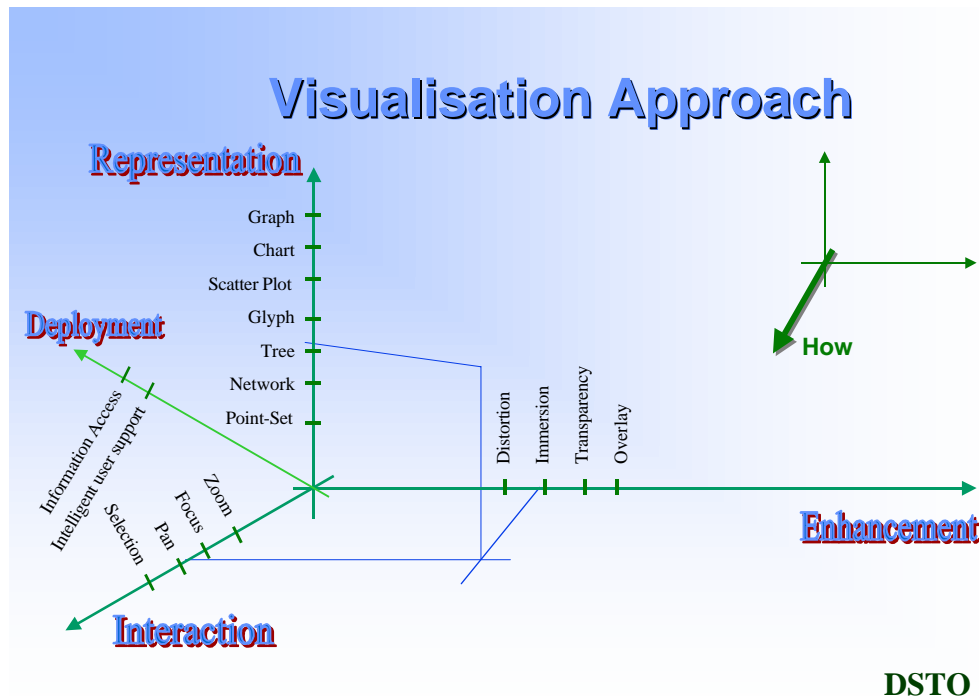 Visualisation Approach
Representation
Graph
Chart
Scatter Plot
Glyph
Tree
Network
Point-Set
Deployment
Information Access
Intelligent user support
Selection
Pan
Focus
Zoom
Interaction
Distortion
Immersion
Transparency
Overlay
Enhancement
How
DSTO